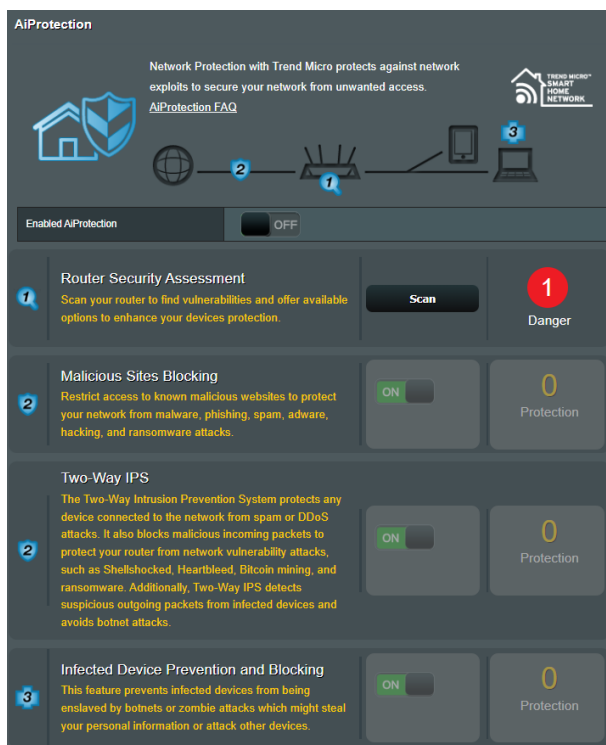 AiProtection
Network Protection with Trend Micro protects against network
exploits to secure your network from unwanted access.
AiProtection FAQ
TREND MICRO™
SMART
HOME
NETWORK
3
2
1
Enabled AiProtection
OFF
1
Router Security Assessment
Scan your router to find vulnerabilities and offer available
options to enhance your devices protection.
Scan
1
Danger
2
Malicious Sites Blocking
Restrict access to known malicious websites to protect
your network from malware, phishing, spam, adware,
hacking, and ransomware attacks.
ON
0
Protection
2
Two-Way IPS
The Two-Way Intrusion Prevention System protects any
device connected to the network from spam or DDoS
attacks. It also blocks malicious incoming packets to
protect your router from network vulnerability attacks,
such as Shellshocked, Heartbleed, Bitcoin mining, and
ransomware. Additionally, Two-Way IPS detects
suspicious outgoing packets from infected devices and
avoids botnet attacks.
ON
0
Protection
3
Infected Device Prevention and Blocking
This feature prevents infected devices from being
enslaved by botnets or zombie attacks which might steal
your personal information or attack other devices.
ON
0
Protection